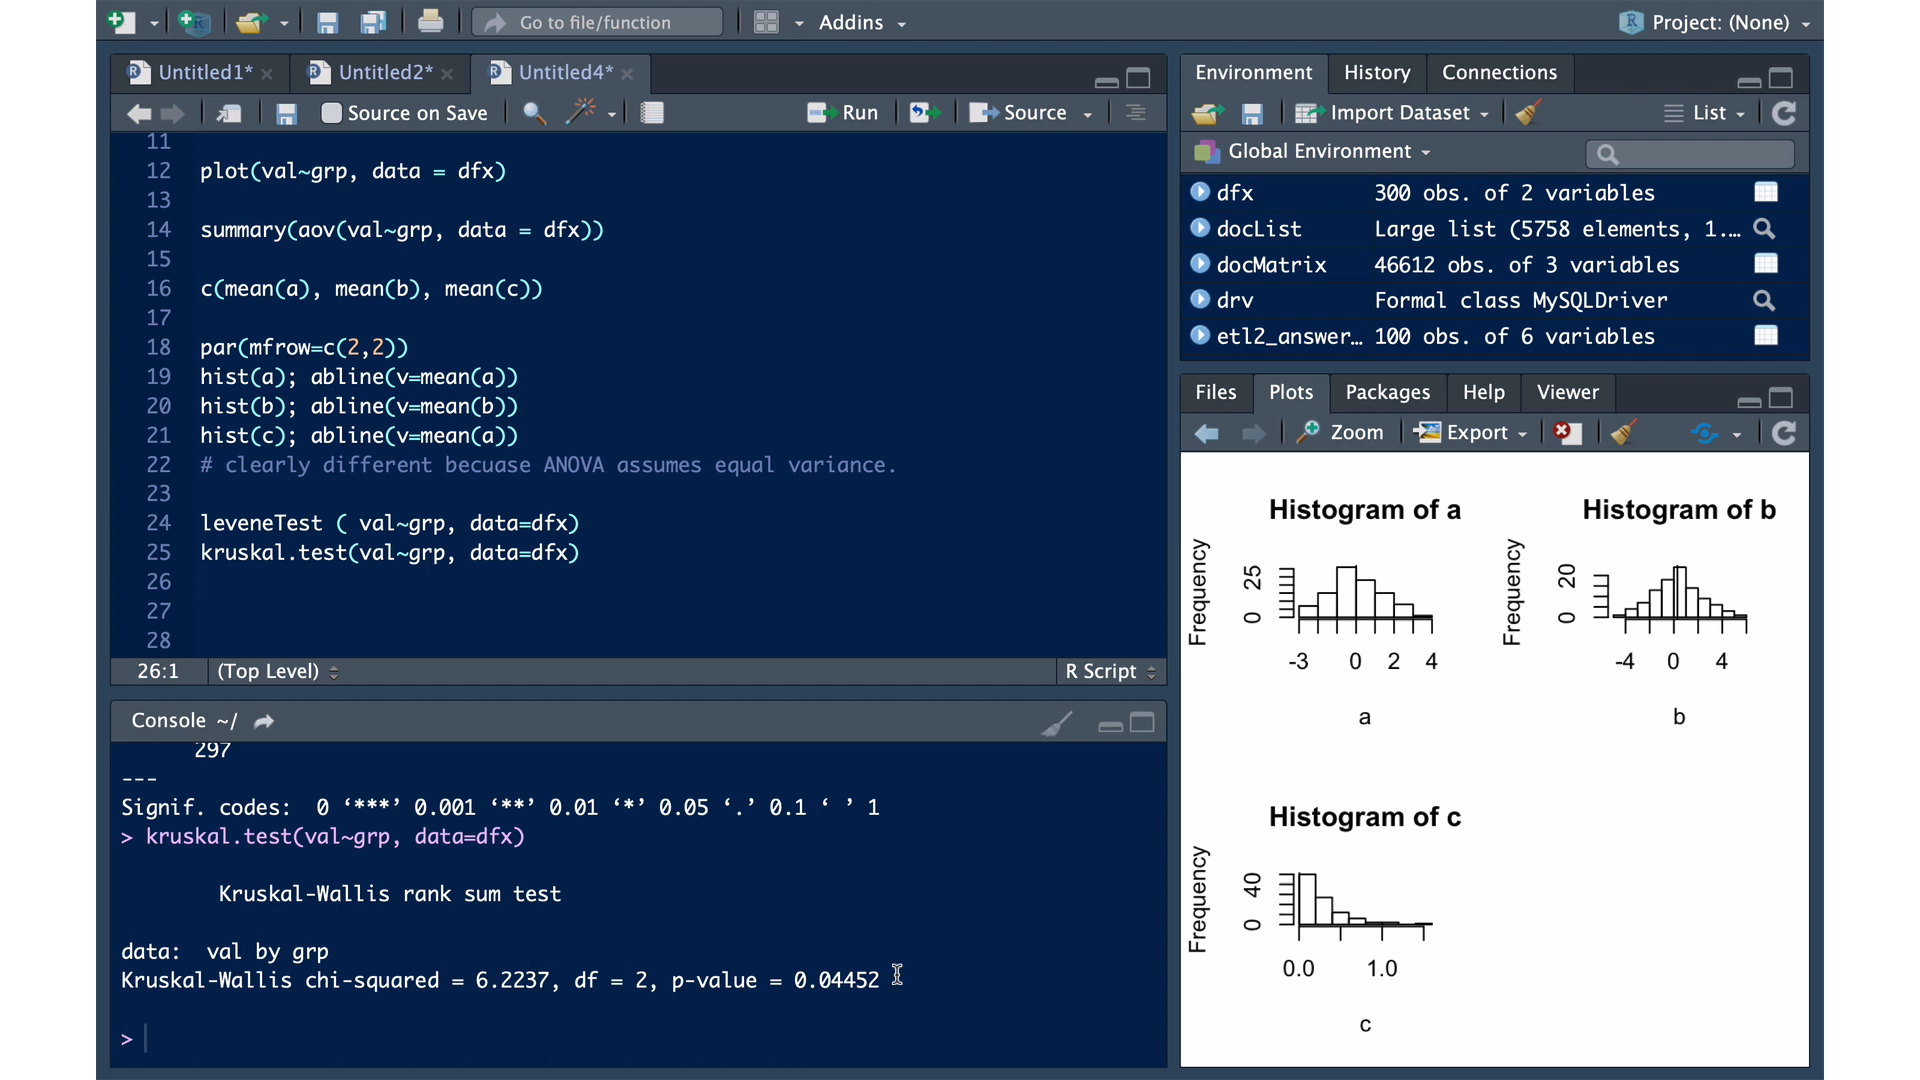 Go to file/function
Addins
Project: (None)
Untitled1*
Untitled2*
Untitled4*
Source on Save
Run
Source
11
12 plot(val~grp, data = dfx)
13
14 summary(aov(val~grp, data = dfx))
15
16 c(mean(a), mean(b), mean(c))
17
18 par(mfrow=c(2,2))
19 hist(a); abline(v=mean(a))
20 hist(b); abline(v=mean(b))
21 hist(c); abline(v=mean(a))
22 # clearly different becuase ANOVA assumes equal variance.
23
24 leveneTest ( val~grp, data=dfx)
25 kruskal.test(val~grp, data=dfx)
26
27
28
26:1 (Top Level) R Script
Console ~/
297
---
Signif. codes:  0 ‘***’ 0.001 ‘**’ 0.01 ‘*’ 0.05 ‘.’ 0.1 ‘ ’ 1
> kruskal.test(val~grp, data=dfx)
Kruskal-Wallis rank sum test
data:  val by grp
Kruskal-Wallis chi-squared = 6.2237, df = 2, p-value = 0.04452
>
Environment History Connections
Import Dataset List
Global Environment
dfx 300 obs. of 2 variables
docList Large list (5758 elements, 1.…
docMatrix 46612 obs. of 3 variables
drv Formal class MySQLDriver
etl2_answer… 100 obs. of 6 variables
Files Plots Packages Help Viewer
Zoom Export
Histogram of a
Frequency
25
0
-3 0 2 4
a
Histogram of b
Frequency
20
0
-4 0 4
b
Histogram of c
Frequency
40
0
0.0 1.0
c